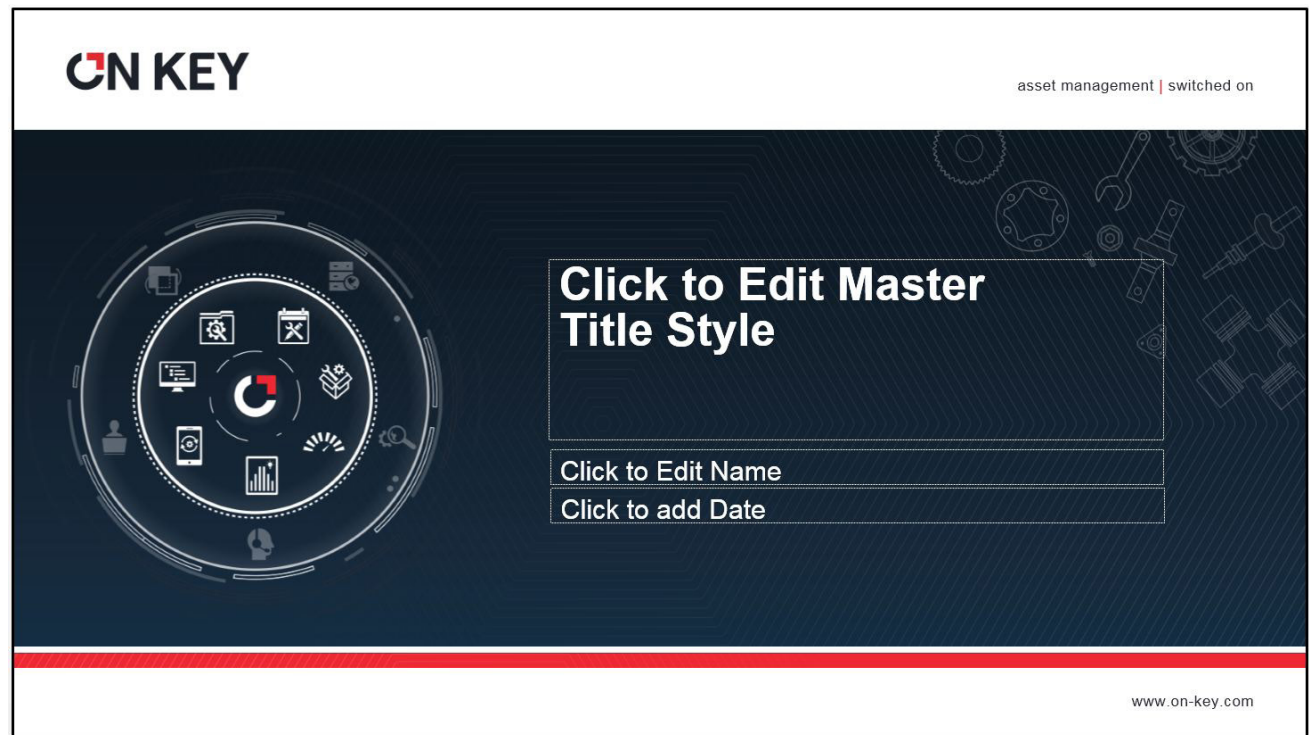 ON KEY
asset management | switched on
Click to Edit Master
Title Style
Click to Edit Name
Click to add Date
www.on-key.com